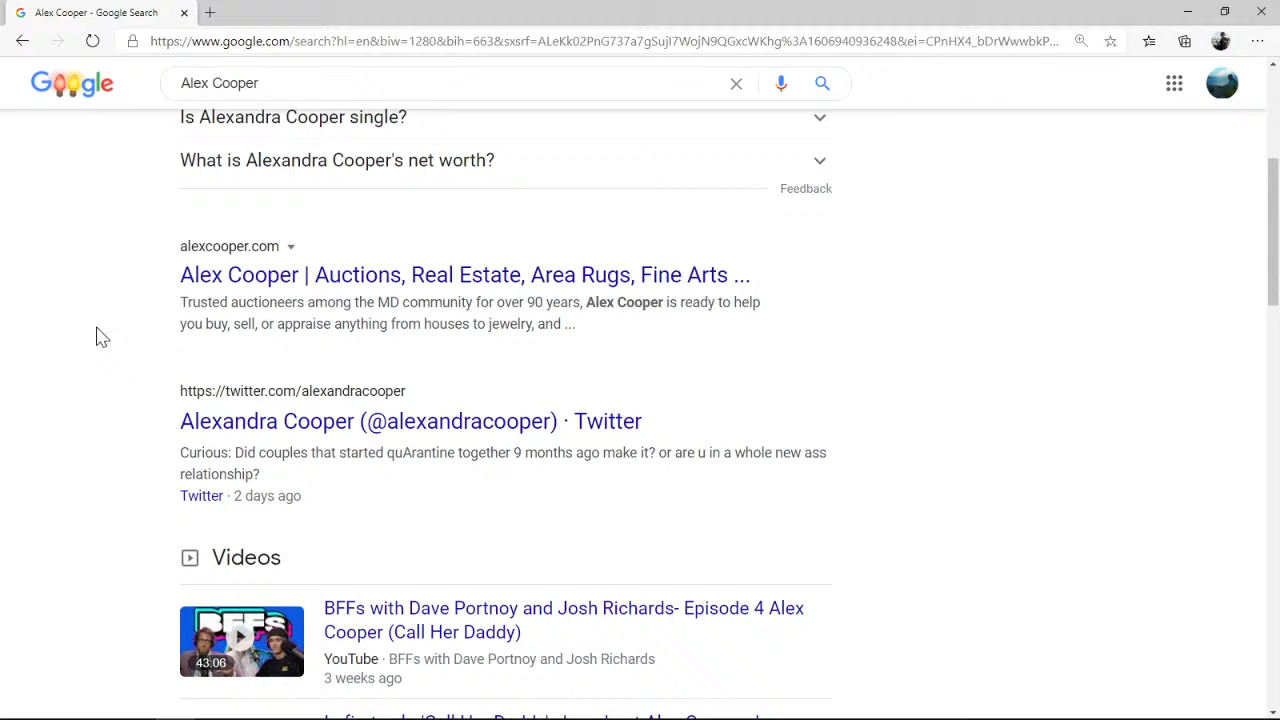 Alex Cooper - Google Search
https://www.google.com/search?hl=en&biw=1280&bih=663&sxsrf=ALeKk02PnG737a7gSujI7WojN9QGxcWKhg%3A1606940936248&ei=CPnHX4_bDrWwwbkP...
Google
Alex Cooper
Is Alexandra Cooper single?
What is Alexandra Cooper's net worth?
Feedback
alexcooper.com
Alex Cooper | Auctions, Real Estate, Area Rugs, Fine Arts ...
Trusted auctioneers among the MD community for over 90 years, Alex Cooper is ready to help
you buy, sell, or appraise anything from houses to jewelry, and ...
https://twitter.com/alexandracooper
Alexandra Cooper (@alexandracooper) · Twitter
Curious: Did couples that started quArantine together 9 months ago make it? or are u in a whole new ass
relationship?
Twitter · 2 days ago
Videos
BFFs
43:06
BFFs with Dave Portnoy and Josh Richards- Episode 4 Alex
Cooper (Call Her Daddy)
YouTube · BFFs with Dave Portnoy and Josh Richards
3 weeks ago